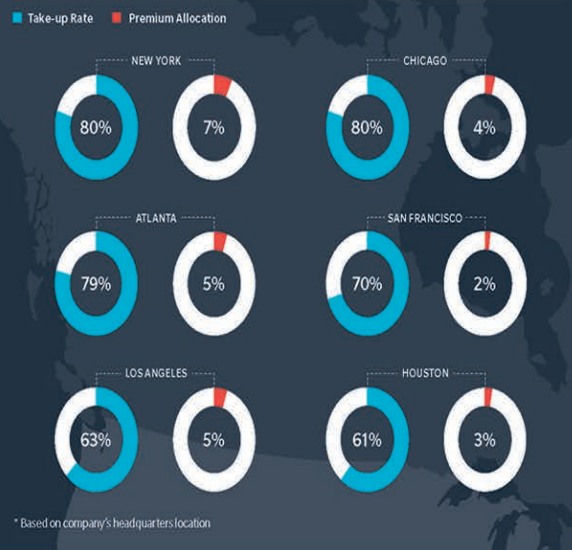 Take-up Rate Premium Allocation
NEW YORK
80% 7%
CHICAGO
80% 4%
ATLANTA
79% 5%
SAN FRANCISCO
70% 2%
LOS ANGELES
63% 5%
HOUSTON
61% 3%
* Based on company's headquarters location